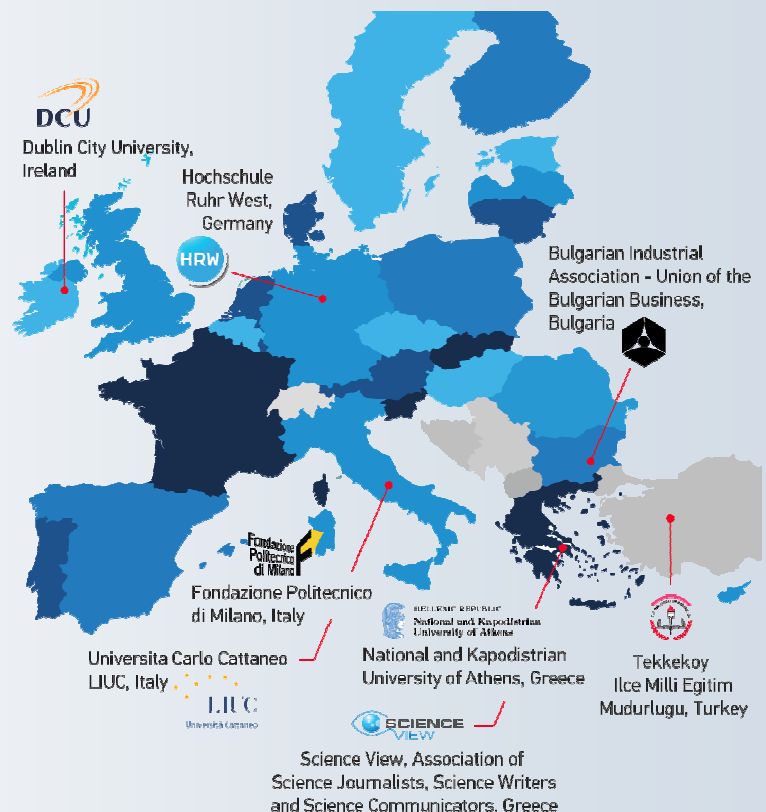 DCU
Dublin City University,
Ireland
Hochschule
Ruhr West,
Germany
HRW
Bulgarian Industrial
Association - Union of the
Bulgarian Business,
Bulgaria
Fondazione
Politecnico
di Milano
Fondazione Politecnico
di Milano, Italy
HELLENIC REPUBLIC
National and Kapodistrian
University of Athens
National and Kapodistrian
University of Athens, Greece
Universita Carlo Cattaneo
LIUC, Italy
LIUC
Università Cattaneo
Tekkekoy
Ilce Milli Egitim
Mudurlugu, Turkey
SCIENCE
VIEW
Science View, Association of
Science Journalists, Science Writers
and Science Communicators, Greece